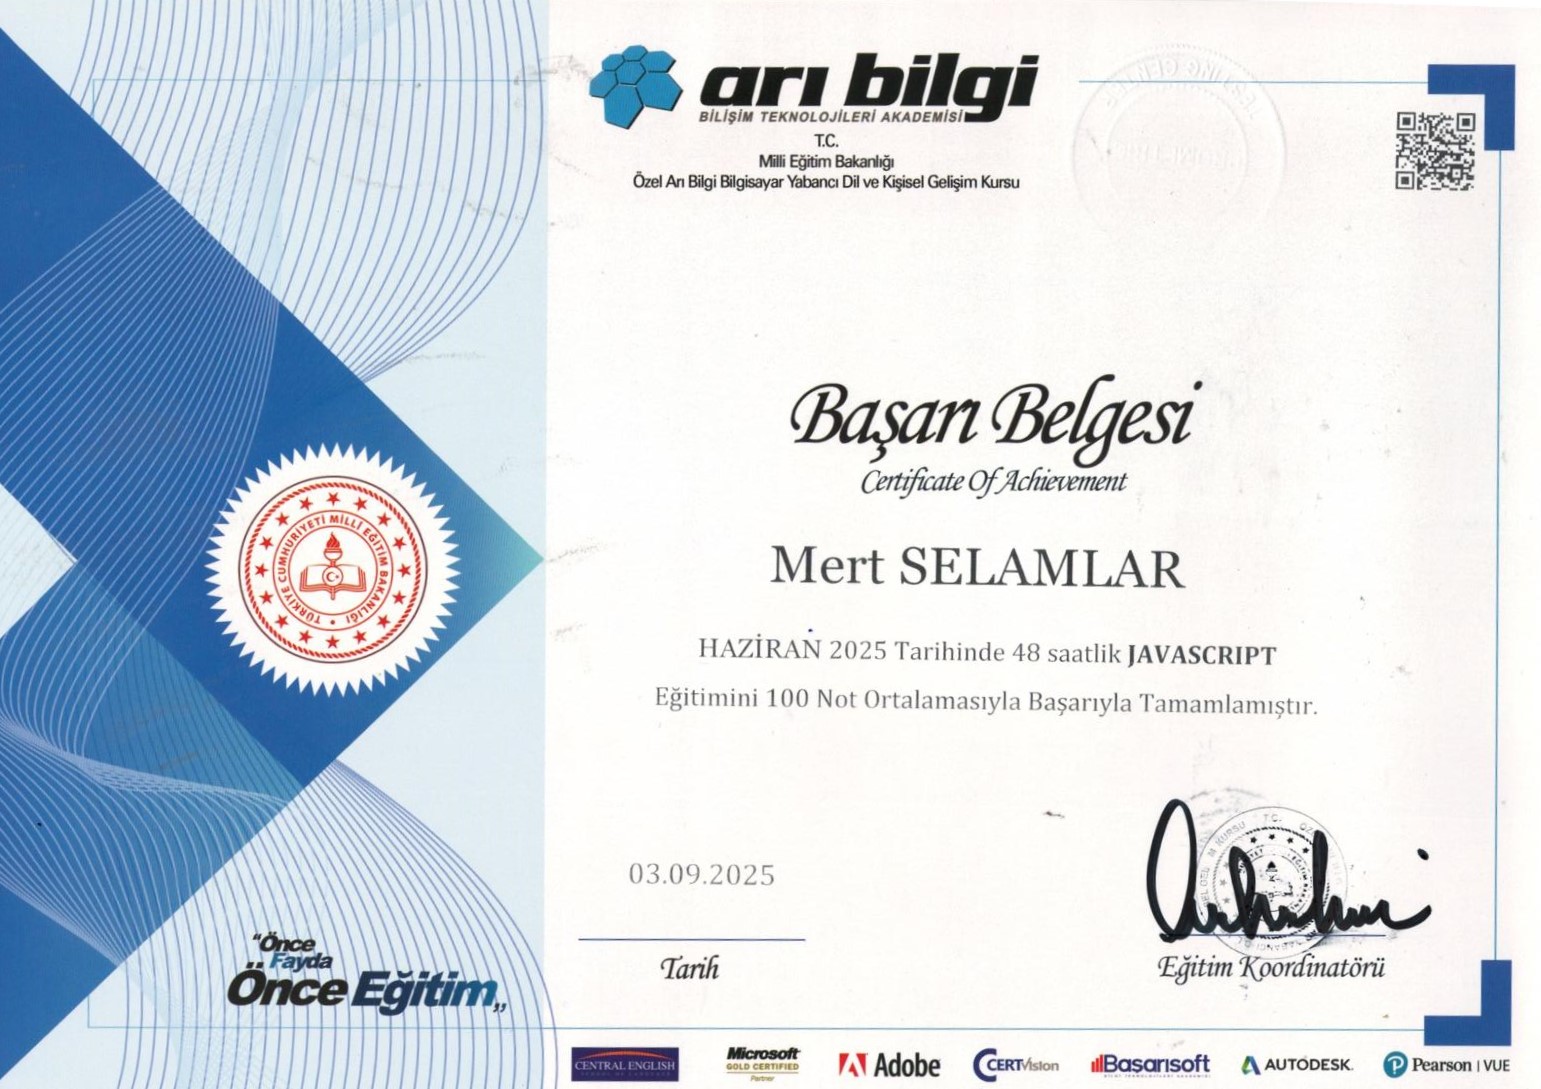 arı bilgi
BİLİŞİM TEKNOLOJİLERİ AKADEMİSİ
T.C.
Milli Eğitim Bakanlığı
Özel Arı Bilgi Bilgisayar Yabancı Dil ve Kişisel Gelişim Kursu
Başarı Belgesi
Certificate Of Achievement
TÜRKİYE CUMHURİYETİ MİLLİ EĞİTİM BAKANLIĞI
Mert SELAMLAR
HAZİRAN 2025 Tarihinde 48 saatlik JAVASCRIPT
Eğitimini 100 Not Ortalamasıyla Başarıyla Tamamlamıştır.
03.09.2025
Tarih
Eğitim Koordinatörü
“Önce
Fayda
Önce Eğitim„
CENTRAL ENGLISH
Microsoft
GOLD CERTIFIED
Partner
Adobe
CERTVision
Başarısoft
AUTODESK.
Pearson | VUE